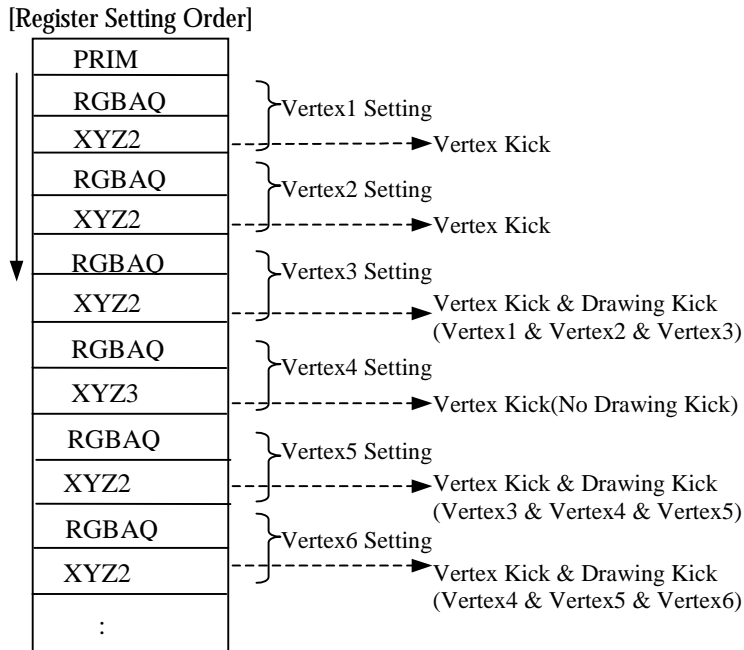 [Register Setting Order]
PRIM
RGBAQ
Vertex1 Setting
XYZ2
Vertex Kick
RGBAQ
Vertex2 Setting
XYZ2
Vertex Kick
RGBAQ
Vertex3 Setting
XYZ2
Vertex Kick & Drawing Kick
(Vertex1 & Vertex2 & Vertex3)
RGBAQ
Vertex4 Setting
XYZ3
Vertex Kick(No Drawing Kick)
RGBAQ
Vertex5 Setting
XYZ2
Vertex Kick & Drawing Kick
(Vertex3 & Vertex4 & Vertex5)
RGBAQ
Vertex6 Setting
XYZ2
Vertex Kick & Drawing Kick
(Vertex4 & Vertex5 & Vertex6)
: